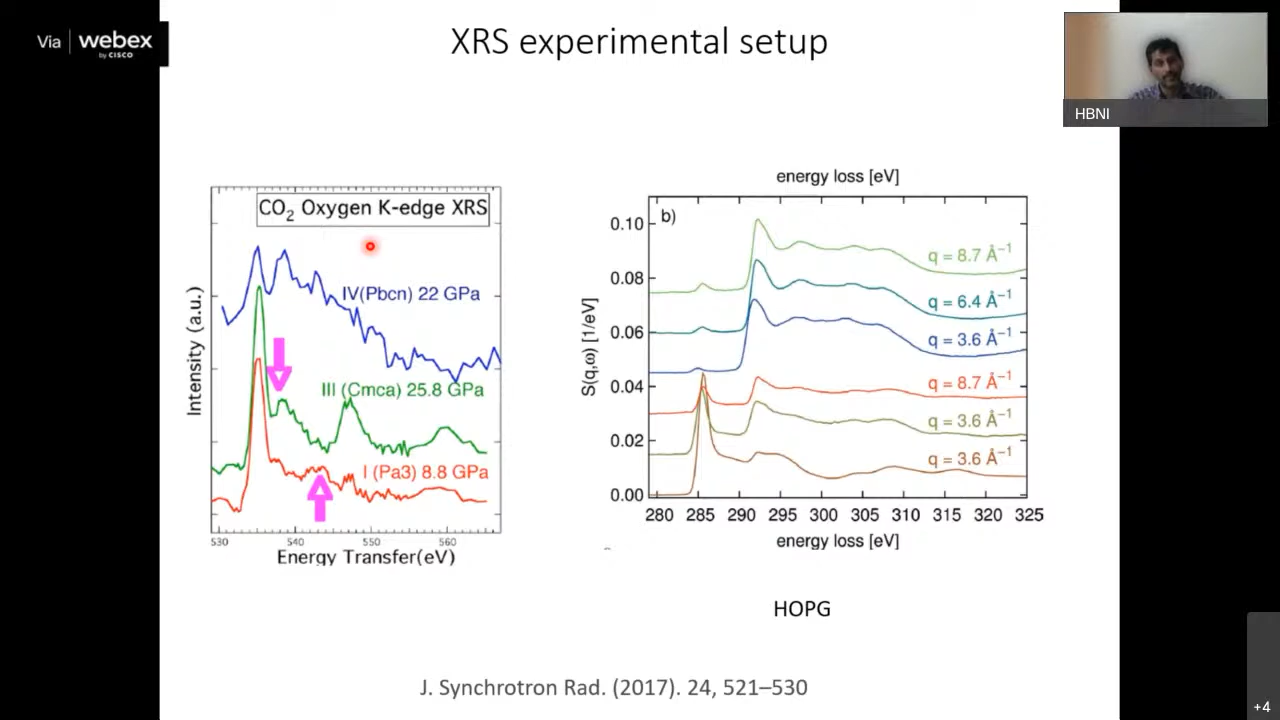 Via | webex
by CISCO
XRS experimental setup
HBNI
CO2 Oxygen K-edge XRS
IV(Pbcn) 22 GPa
III (Cmca) 25.8 GPa
I (Pa3) 8.8 GPa
Intensity (a.u.)
530 540 550 560
Energy Transfer(eV)
energy loss [eV]
b)
0.10
0.08
0.06
0.04
0.02
0.00
S(q,ω) [1/eV]
q = 8.7 Å⁻¹
q = 6.4 Å⁻¹
q = 3.6 Å⁻¹
q = 8.7 Å⁻¹
q = 3.6 Å⁻¹
q = 3.6 Å⁻¹
280 285 290 295 300 305 310 315 320 325
energy loss [eV]
HOPG
J. Synchrotron Rad. (2017). 24, 521–530
+4